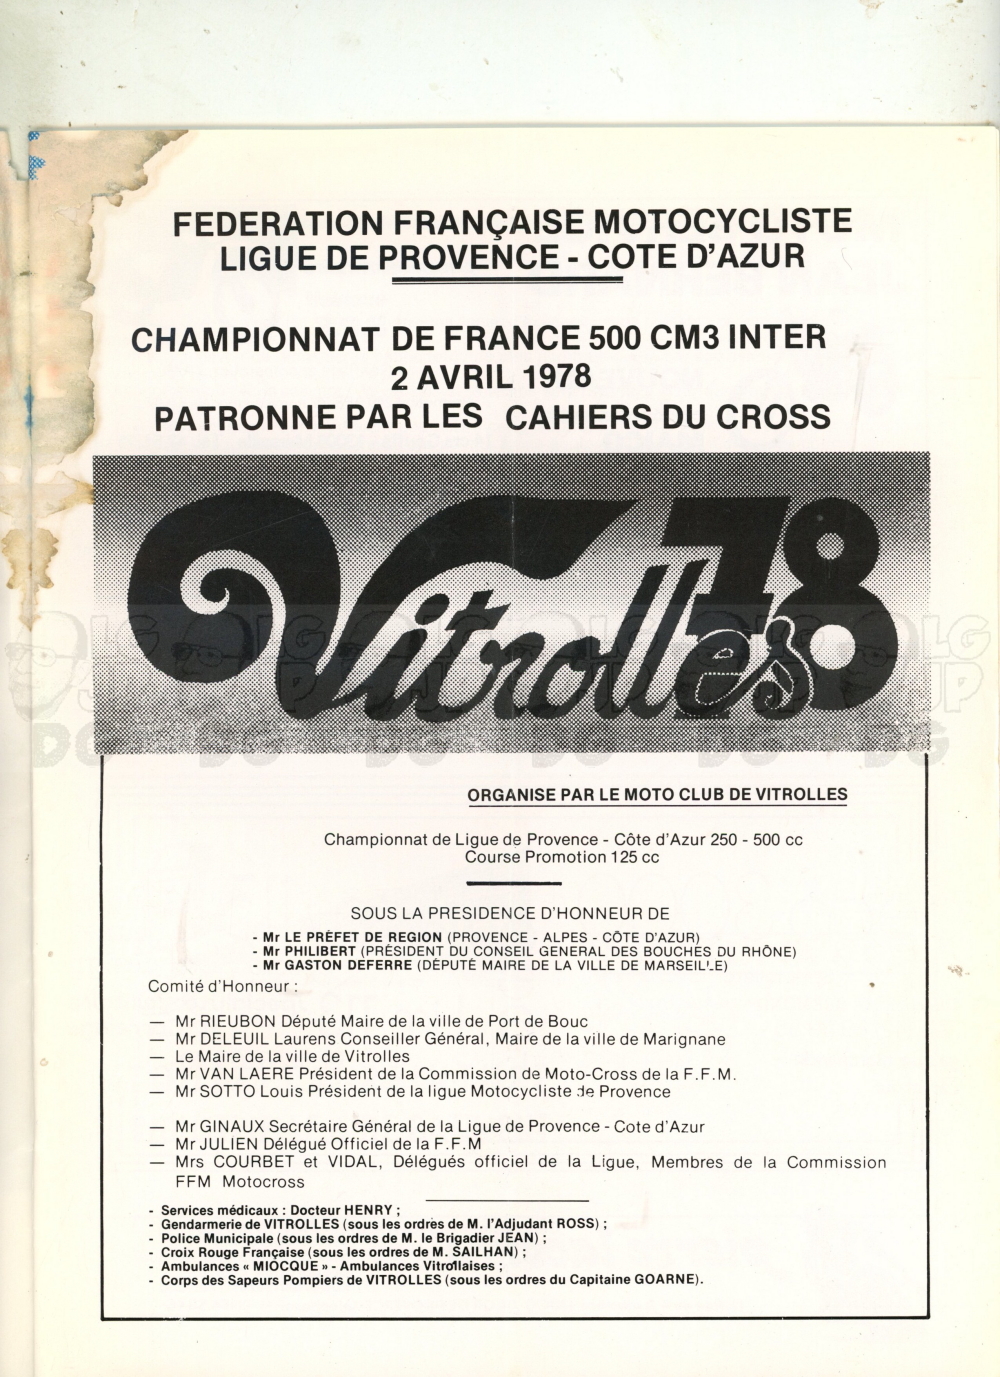 FEDERATION FRANÇAISE MOTOCYCLISTE
LIGUE DE PROVENCE - COTE D'AZUR
CHAMPIONNAT DE FRANCE 500 CM3 INTER
2 AVRIL 1978
PATRONNE PAR LES CAHIERS DU CROSS
Vitrolles 78
ORGANISE PAR LE MOTO CLUB DE VITROLLES
Championnat de Ligue de Provence - Côte d'Azur 250 - 500 cc
Course Promotion 125 cc
SOUS LA PRESIDENCE D'HONNEUR DE
- Mr LE PRÉFET DE REGION (PROVENCE - ALPES - CÔTE D'AZUR)
- Mr PHILIBERT (PRÉSIDENT DU CONSEIL GENERAL DES BOUCHES DU RHÔNE)
- Mr GASTON DEFERRE (DÉPUTÉ MAIRE DE LA VILLE DE MARSEILLE)
Comité d'Honneur :
— Mr RIEUBON Député Maire de la ville de Port de Bouc
— Mr DELEUIL Laurens Conseiller Général, Maire de la ville de Marignane
— Le Maire de la ville de Vitrolles
— Mr VAN LAERE Président de la Commission de Moto-Cross de la F.F.M.
— Mr SOTTO Louis Président de la ligue Motocycliste de Provence
— Mr GINAUX Secrétaire Général de la Ligue de Provence - Cote d'Azur
— Mr JULIEN Délégué Officiel de la F.F.M
— Mrs COURBET et VIDAL, Délégués officiel de la Ligue, Membres de la Commission
FFM Motocross
- Services médicaux : Docteur HENRY ;
- Gendarmerie de VITROLLES (sous les ordres de M. l'Adjudant ROSS) ;
- Police Municipale (sous les ordres de M. le Brigadier JEAN) ;
- Croix Rouge Française (sous les ordres de M. SAILHAN) ;
- Ambulances « MIOCQUE » - Ambulances Vitrollaises ;
- Corps des Sapeurs Pompiers de VITROLLES (sous les ordres du Capitaine GOARNE).